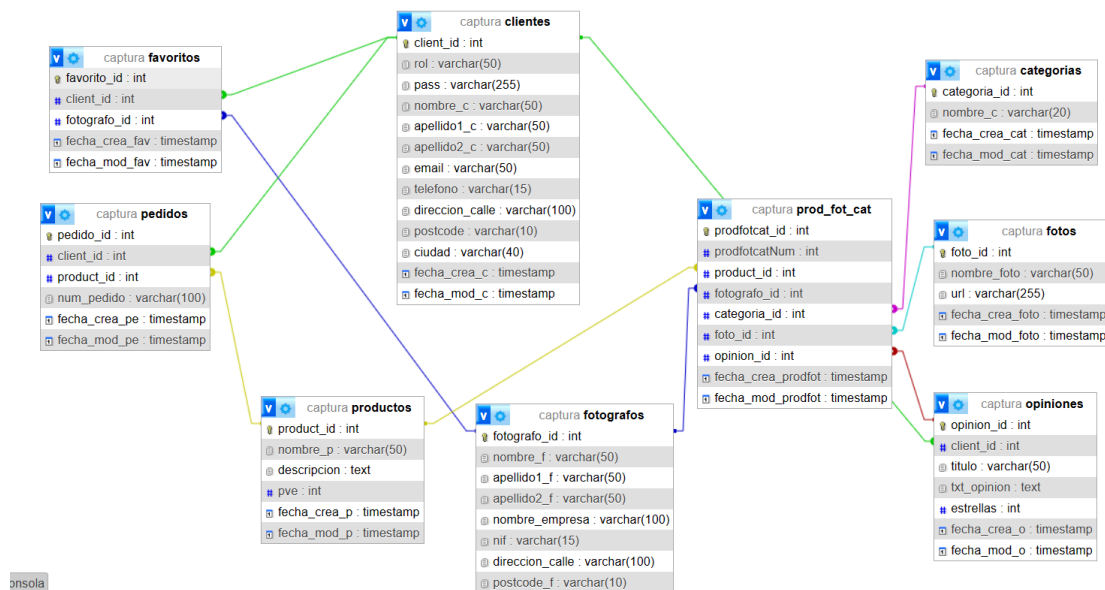 captura clientes
client_id : int
rol : varchar(50)
pass : varchar(255)
nombre_c : varchar(50)
apellido1_c : varchar(50)
apellido2_c : varchar(50)
email : varchar(50)
telefono : varchar(15)
direccion_calle : varchar(100)
postcode : varchar(10)
ciudad : varchar(40)
fecha_crea_c : timestamp
fecha_mod_c : timestamp
captura favoritos
favorito_id : int
client_id : int
fotografo_id : int
fecha_crea_fav : timestamp
fecha_mod_fav : timestamp
captura categorias
categoria_id : int
nombre_c : varchar(20)
fecha_crea_cat : timestamp
fecha_mod_cat : timestamp
captura pedidos
pedido_id : int
client_id : int
product_id : int
num_pedido : varchar(100)
fecha_crea_pe : timestamp
fecha_mod_pe : timestamp
captura prod_fot_cat
prodfotcat_id : int
prodfotcatNum : int
product_id : int
fotografo_id : int
categoria_id : int
foto_id : int
opinion_id : int
fecha_crea_prodfot : timestamp
fecha_mod_prodfot : timestamp
captura fotos
foto_id : int
nombre_foto : varchar(50)
url : varchar(255)
fecha_crea_foto : timestamp
fecha_mod_foto : timestamp
captura productos
product_id : int
nombre_p : varchar(50)
descripcion : text
pve : int
fecha_crea_p : timestamp
fecha_mod_p : timestamp
captura fotografos
fotografo_id : int
nombre_f : varchar(50)
apellido1_f : varchar(50)
apellido2_f : varchar(50)
nombre_empresa : varchar(100)
nif : varchar(15)
direccion_calle : varchar(100)
postcode_f : varchar(10)
captura opiniones
opinion_id : int
client_id : int
titulo : varchar(50)
txt_opinion : text
estrellas : int
fecha_crea_o : timestamp
fecha_mod_o : timestamp
onsola